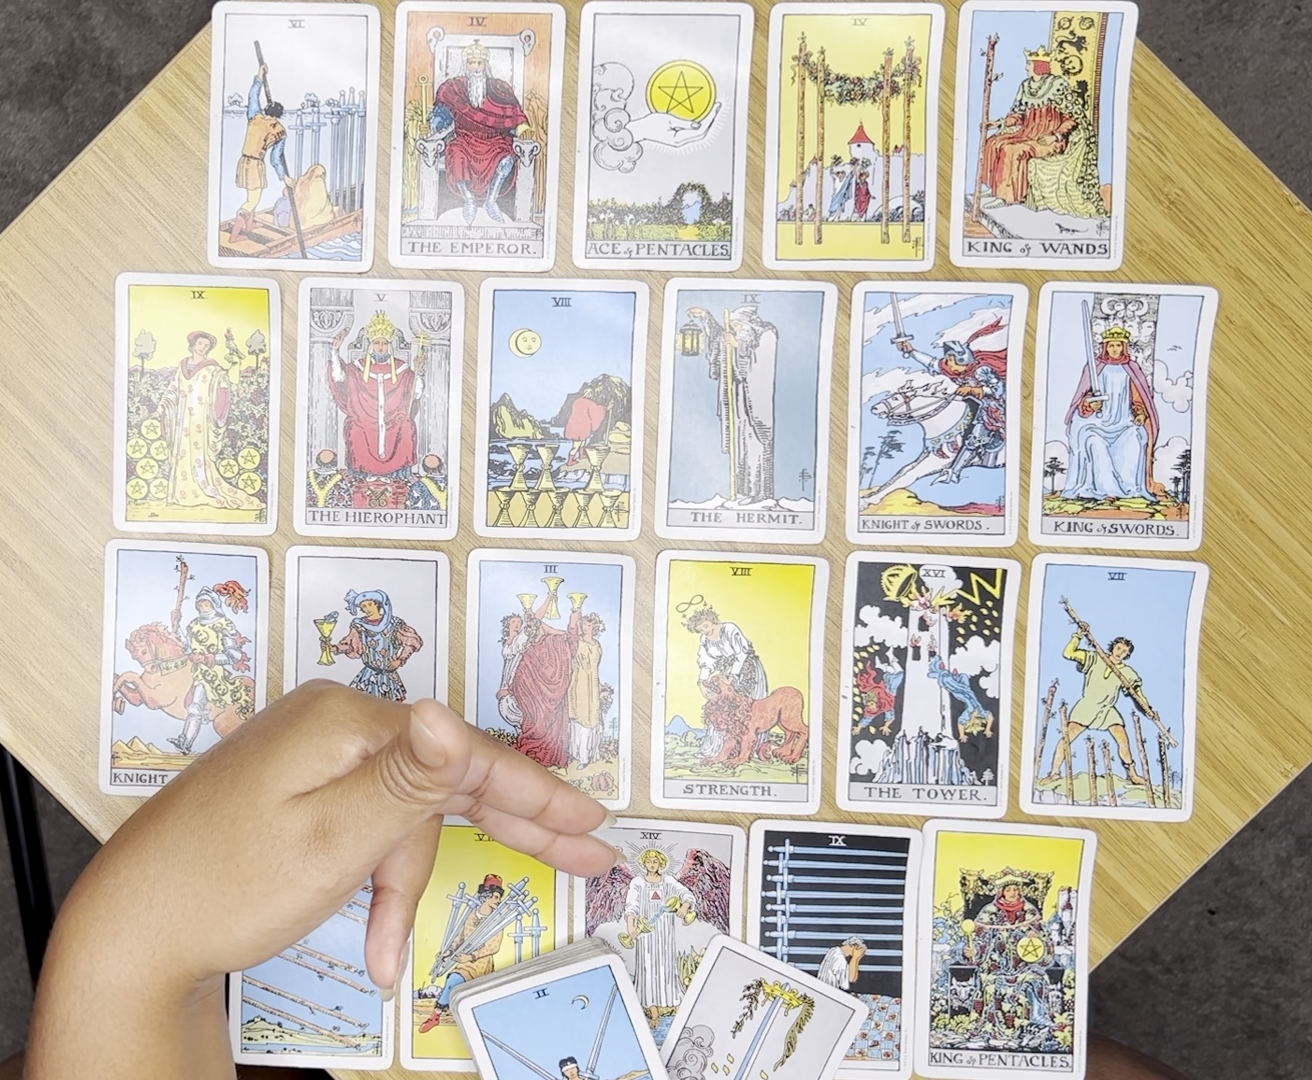 VI
IV
THE EMPEROR.
ACE of PENTACLES.
IV
KING of WANDS
IX
V
THE HIEROPHANT
VIII
IX
THE HERMIT.
KNIGHT of SWORDS.
KING of SWORDS.
KNIGHT
III
VIII
STRENGTH.
XVI
THE TOWER.
VII
XIV
IX
KING of PENTACLES.
II